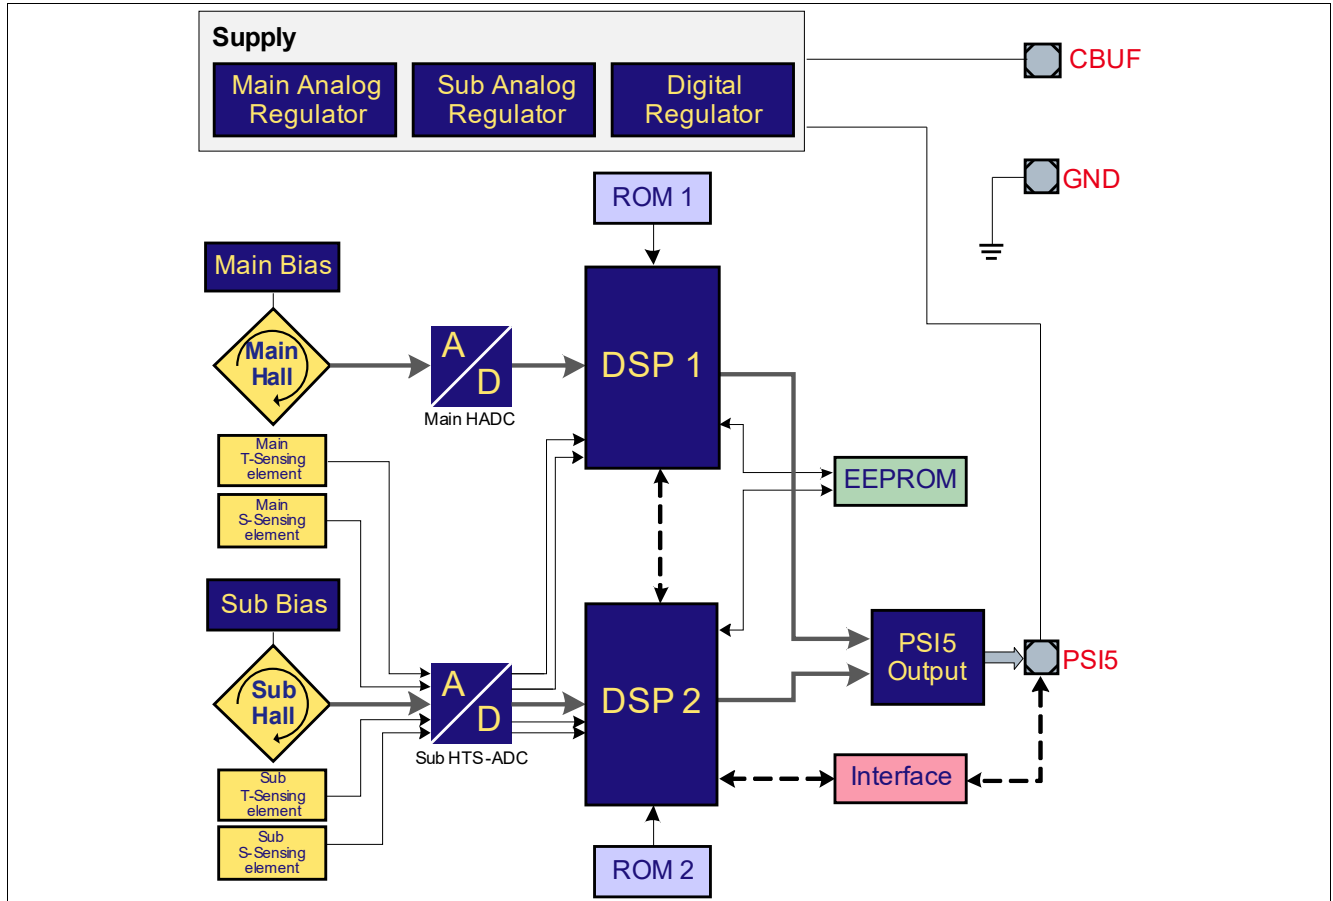 Supply
Main Analog
Regulator
Sub Analog
Regulator
Digital
Regulator
CBUF
GND
ROM 1
Main Bias
Main
Hall
A
D
Main HADC
DSP 1
Main
T-Sensing
element
Main
S-Sensing
element
EEPROM
Sub Bias
Sub
Hall
A
D
Sub HTS-ADC
DSP 2
PSI5
Output
PSI5
Sub
T-Sensing
element
Sub
S-Sensing
element
Interface
ROM 2